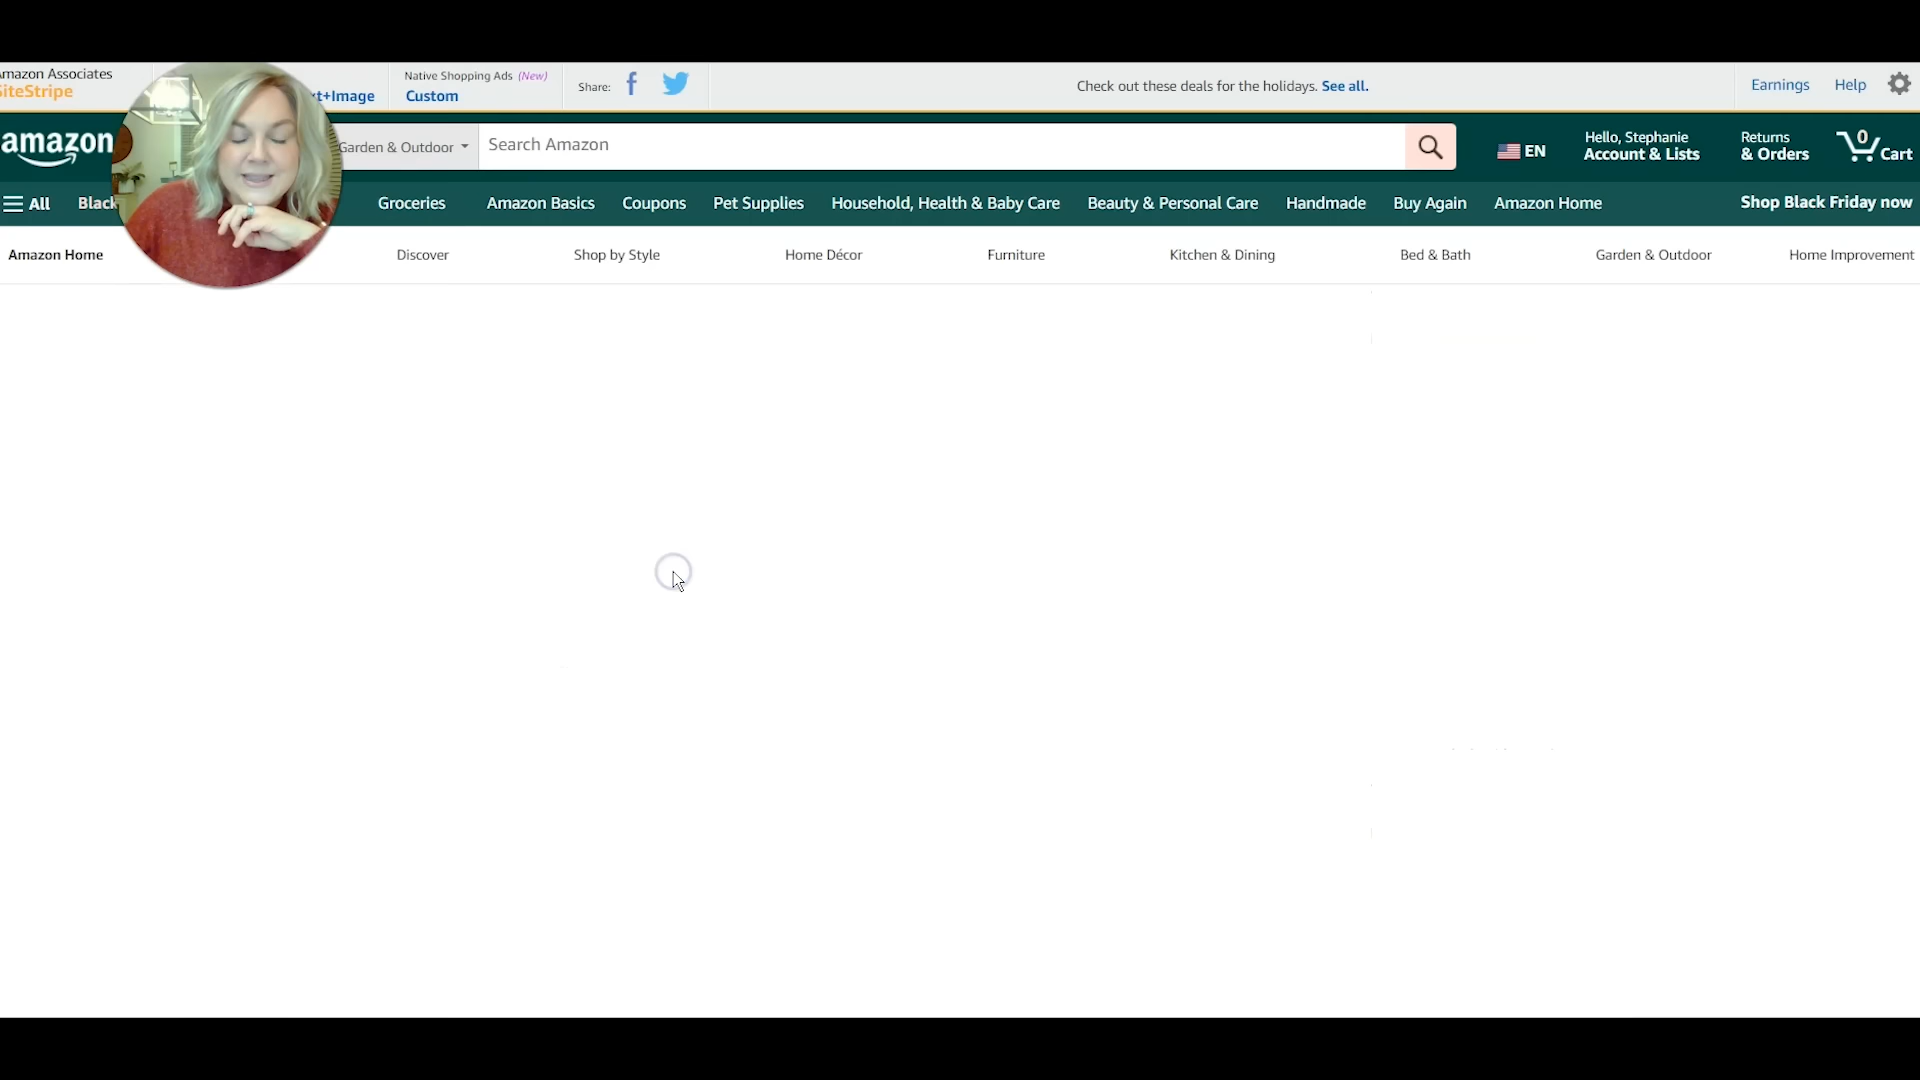 Amazon Associates
Native Shopping Ads (New)
SiteStripe
Custom
Share:
Check out these deals for the holidays. See all.
Earnings
Help
amazon
Garden & Outdoor
Search Amazon
EN
Hello, Stephanie
Account & Lists
Returns
& Orders
0
Cart
All
Black
Groceries
Amazon Basics
Coupons
Pet Supplies
Household, Health & Baby Care
Beauty & Personal Care
Handmade
Buy Again
Amazon Home
Shop Black Friday now
Amazon Home
Discover
Shop by Style
Home Décor
Furniture
Kitchen & Dining
Bed & Bath
Garden & Outdoor
Home Improvement